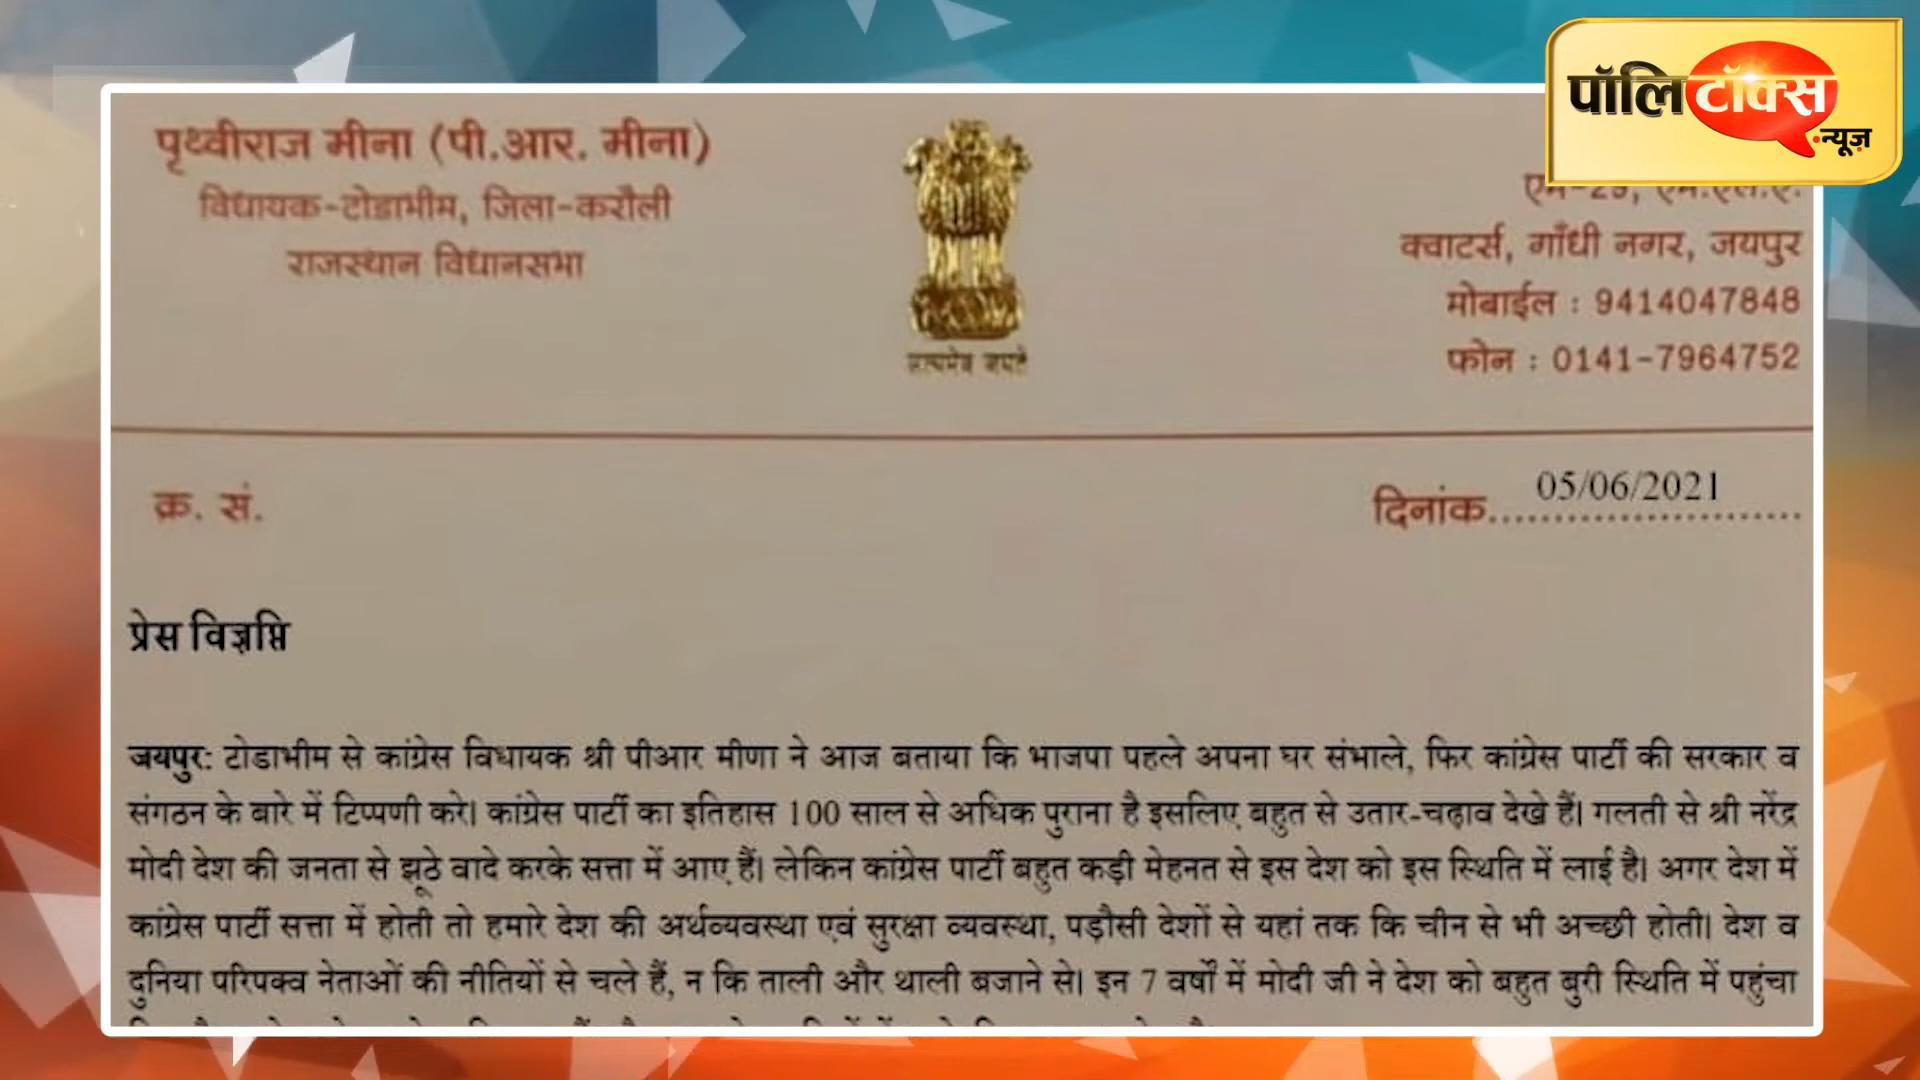 पॉलिटॉक्स
.न्यूज़
पृथ्वीराज मीना (पी.आर. मीना)
विधायक-टोडाभीम, जिला-करौली
राजस्थान विधानसभा
सत्यमेव जयते
क्वाटर्स, गाँधी नगर, जयपुर
मोबाईल : 9414047848
फोन : 0141-7964752
क्र. सं.
दिनांक.......................... 05/06/2021
प्रेस विज्ञप्ति
जयपुर: टोडाभीम से कांग्रेस विधायक श्री पीआर मीणा ने आज बताया कि भाजपा पहले अपना घर संभाले, फिर कांग्रेस पार्टी की सरकार व
संगठन के बारे में टिप्पणी करे। कांग्रेस पार्टी का इतिहास 100 साल से अधिक पुराना है इसलिए बहुत से उतार-चढ़ाव देखे हैं। गलती से श्री नरेंद्र
मोदी देश की जनता से झूठे वादे करके सत्ता में आए हैं। लेकिन कांग्रेस पार्टी बहुत कड़ी मेहनत से इस देश को इस स्थिति में लाई है। अगर देश में
कांग्रेस पार्टी सत्ता में होती तो हमारे देश की अर्थव्यवस्था एवं सुरक्षा व्यवस्था, पड़ौसी देशों से यहां तक कि चीन से भी अच्छी होती। देश व
दुनिया परिपक्व नेताओं की नीतियों से चले हैं, न कि ताली और थाली बजाने से। इन 7 वर्षों में मोदी जी ने देश को बहुत बुरी स्थिति में पहुंचा